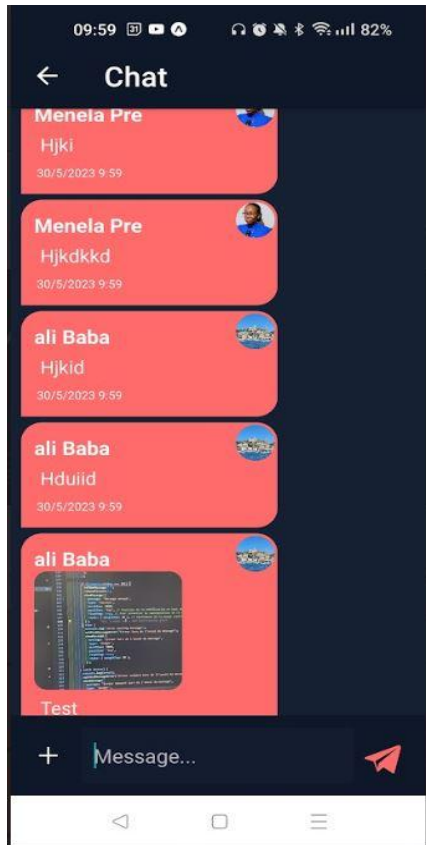 09:59 31 82%
Chat
Menela Pre
Hjki
30/5/2023 9:59
Menela Pre
Hjkdkkd
30/5/2023 9:59
ali Baba
Hjkid
30/5/2023 9:59
ali Baba
Hduiid
30/5/2023 9:59
ali Baba
Test
Message...